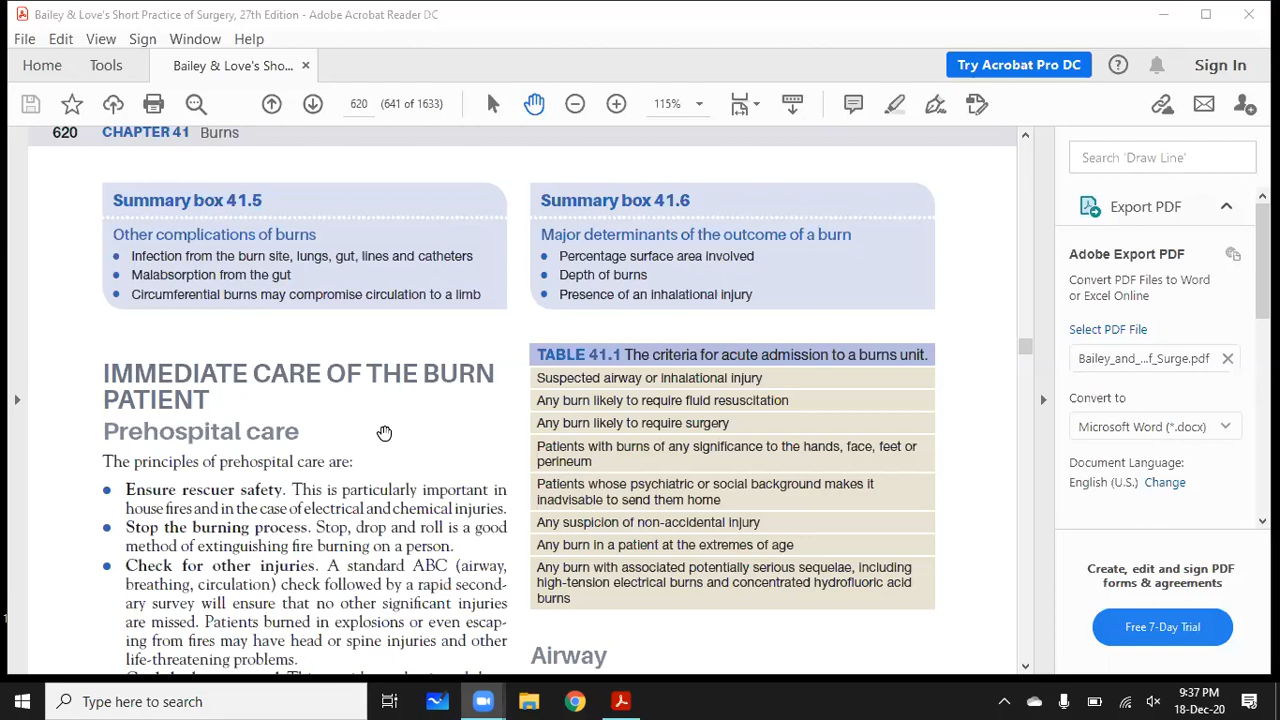 Bailey & Love's Short Practice of Surgery, 27th Edition - Adobe Acrobat Reader DC
File Edit View Sign Window Help
Home Tools Bailey & Love's Sho... × Try Acrobat Pro DC Sign In
620 (641 of 1633) 115%
620 CHAPTER 41 Burns
Summary box 41.5
Other complications of burns
• Infection from the burn site, lungs, gut, lines and catheters
• Malabsorption from the gut
• Circumferential burns may compromise circulation to a limb
IMMEDIATE CARE OF THE BURN
PATIENT
Prehospital care
The principles of prehospital care are:
• Ensure rescuer safety. This is particularly important in
house fires and in the case of electrical and chemical injuries.
• Stop the burning process. Stop, drop and roll is a good
method of extinguishing fire burning on a person.
• Check for other injuries. A standard ABC (airway,
breathing, circulation) check followed by a rapid second-
ary survey will ensure that no other significant injuries
are missed. Patients burned in explosions or even escap-
ing from fires may have head or spine injuries and other
life-threatening problems.
Summary box 41.6
Major determinants of the outcome of a burn
• Percentage surface area involved
• Depth of burns
• Presence of an inhalational injury
TABLE 41.1 The criteria for acute admission to a burns unit.
Suspected airway or inhalational injury
Any burn likely to require fluid resuscitation
Any burn likely to require surgery
Patients with burns of any significance to the hands, face, feet or
perineum
Patients whose psychiatric or social background makes it
inadvisable to send them home
Any suspicion of non-accidental injury
Any burn in a patient at the extremes of age
Any burn with associated potentially serious sequelae, including
high-tension electrical burns and concentrated hydrofluoric acid
burns
Airway
Search 'Draw Line'
Export PDF
Adobe Export PDF
Convert PDF Files to Word
or Excel Online
Select PDF File
Bailey_and_...f_Surge.pdf
Convert to
Microsoft Word (*.docx)
Document Language:
English (U.S.) Change
Create, edit and sign PDF
forms & agreements
Free 7-Day Trial
Type here to search
9:37 PM
18-Dec-20